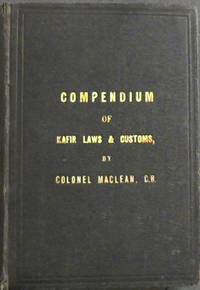 COMPENDIUM
OF
KAFIR LAWS & CUSTOMS,
BY
COLONEL MACLEAN, C.B.